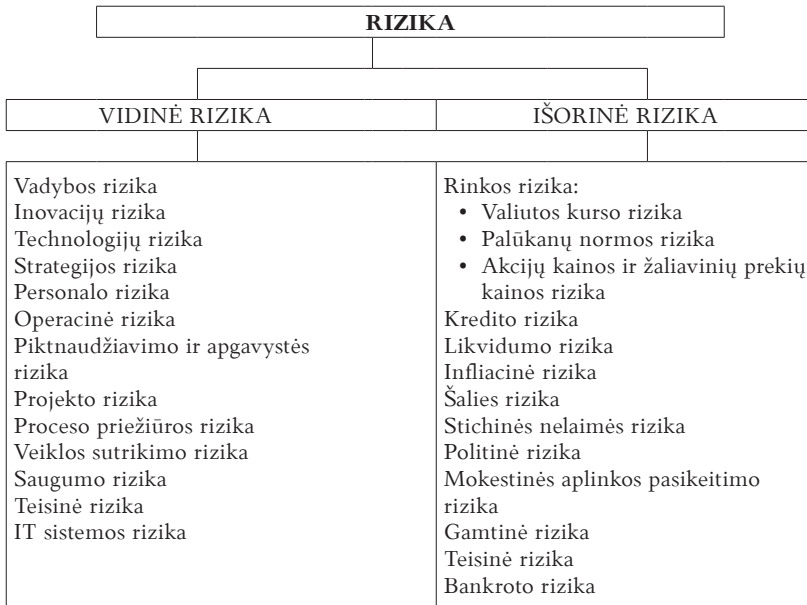 RIZIKA
VIDINĖ RIZIKA
IŠORINĖ RIZIKA
Vadybos rizika
Inovacijų rizika
Technologijų rizika
Strategijos rizika
Personalo rizika
Operacinė rizika
Piktnaudžiavimo ir apgavystės
rizika
Projekto rizika
Proceso priežiūros rizika
Veiklos sutrikimo rizika
Saugumo rizika
Teisinė rizika
IT sistemos rizika
Rinkos rizika:
• Valiutos kurso rizika
• Palūkanų normos rizika
• Akcijų kainos ir žaliavinių prekių
kainos rizika
Kredito rizika
Likvidumo rizika
Infliacinė rizika
Šalies rizika
Stichinės nelaimės rizika
Politinė rizika
Mokestinės aplinkos pasikeitimo
rizika
Gamtinė rizika
Teisinė rizika
Bankroto rizika